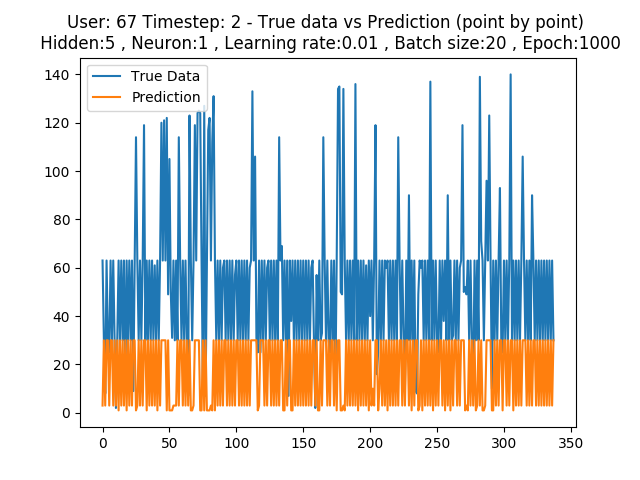 User: 67 Timestep: 2 - True data vs Prediction (point by point)
Hidden:5 , Neuron:1 , Learning rate:0.01 , Batch size:20 , Epoch:1000
True Data
Prediction
140
120
100
80
60
40
20
0
0 50 100 150 200 250 300 350